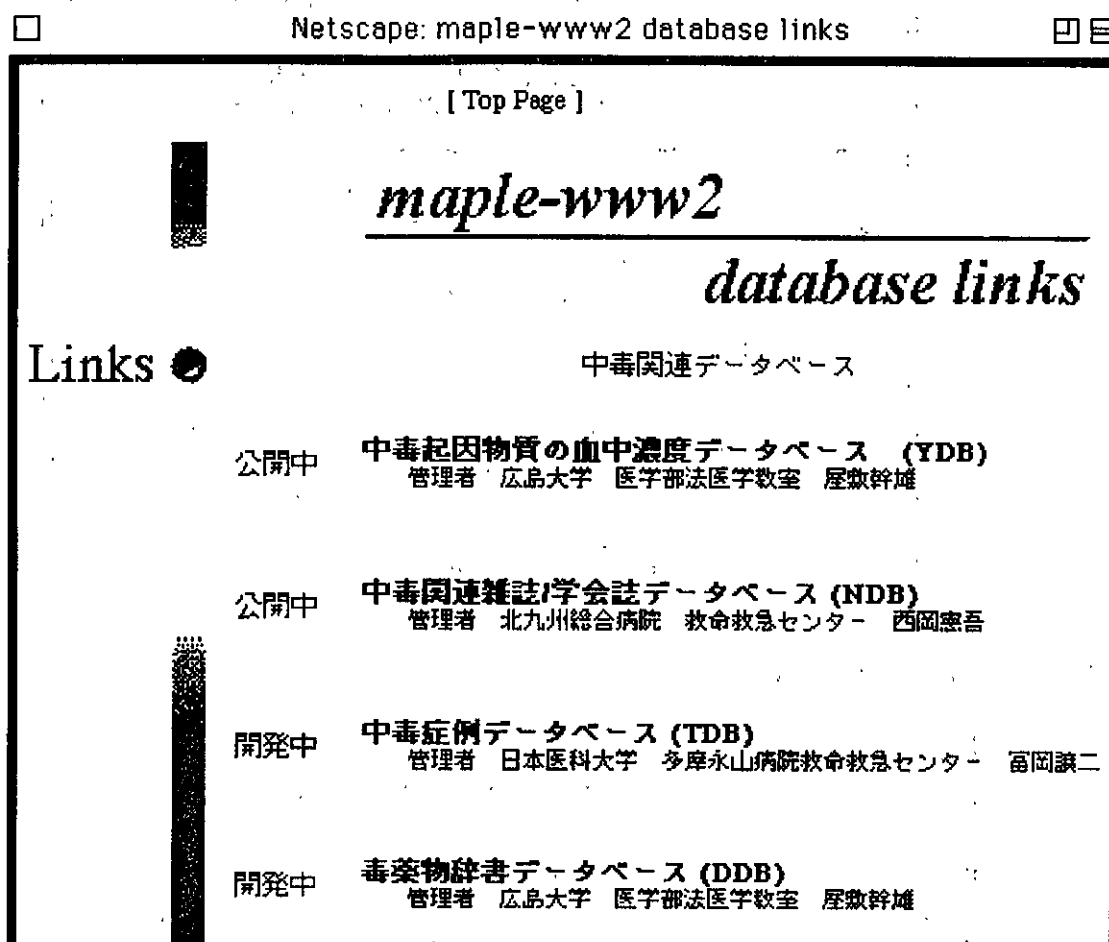 Netscape: maple-www2 database links
[ Top Page ]
maple-www2
database links
Links
中毒関連データベース
公開中
中毒起因物質の血中濃度データベース (YDB)
管理者 広島大学 医学部法医学教室 屋敷幹雄
公開中
中毒関連雑誌/学会誌データベース (NDB)
管理者 北九州総合病院 救命救急センター 西岡憲吾
開発中
中毒症例データベース (TDB)
管理者 日本医科大学 多摩永山病院救命救急センター 冨岡譲二
開発中
毒薬物辞書データベース (DDB)
管理者 広島大学 医学部法医学教室 屋敷幹雄